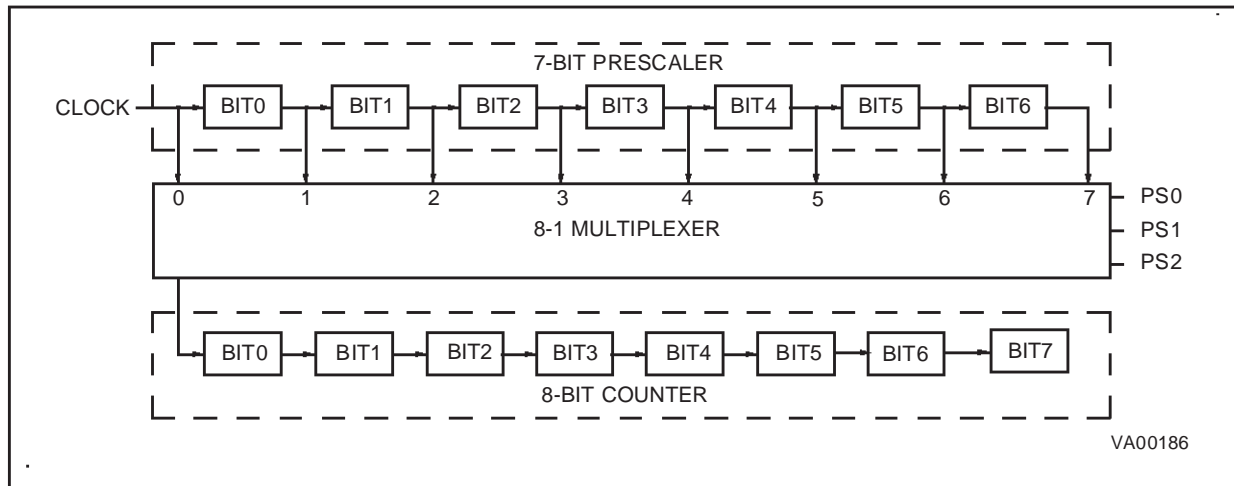 7-BIT PRESCALER
CLOCK BIT0 BIT1 BIT2 BIT3 BIT4 BIT5 BIT6
0 1 2 3 4 5 6 7 PS0
8-1 MULTIPLEXER PS1
PS2
BIT0 BIT1 BIT2 BIT3 BIT4 BIT5 BIT6 BIT7
8-BIT COUNTER
VA00186